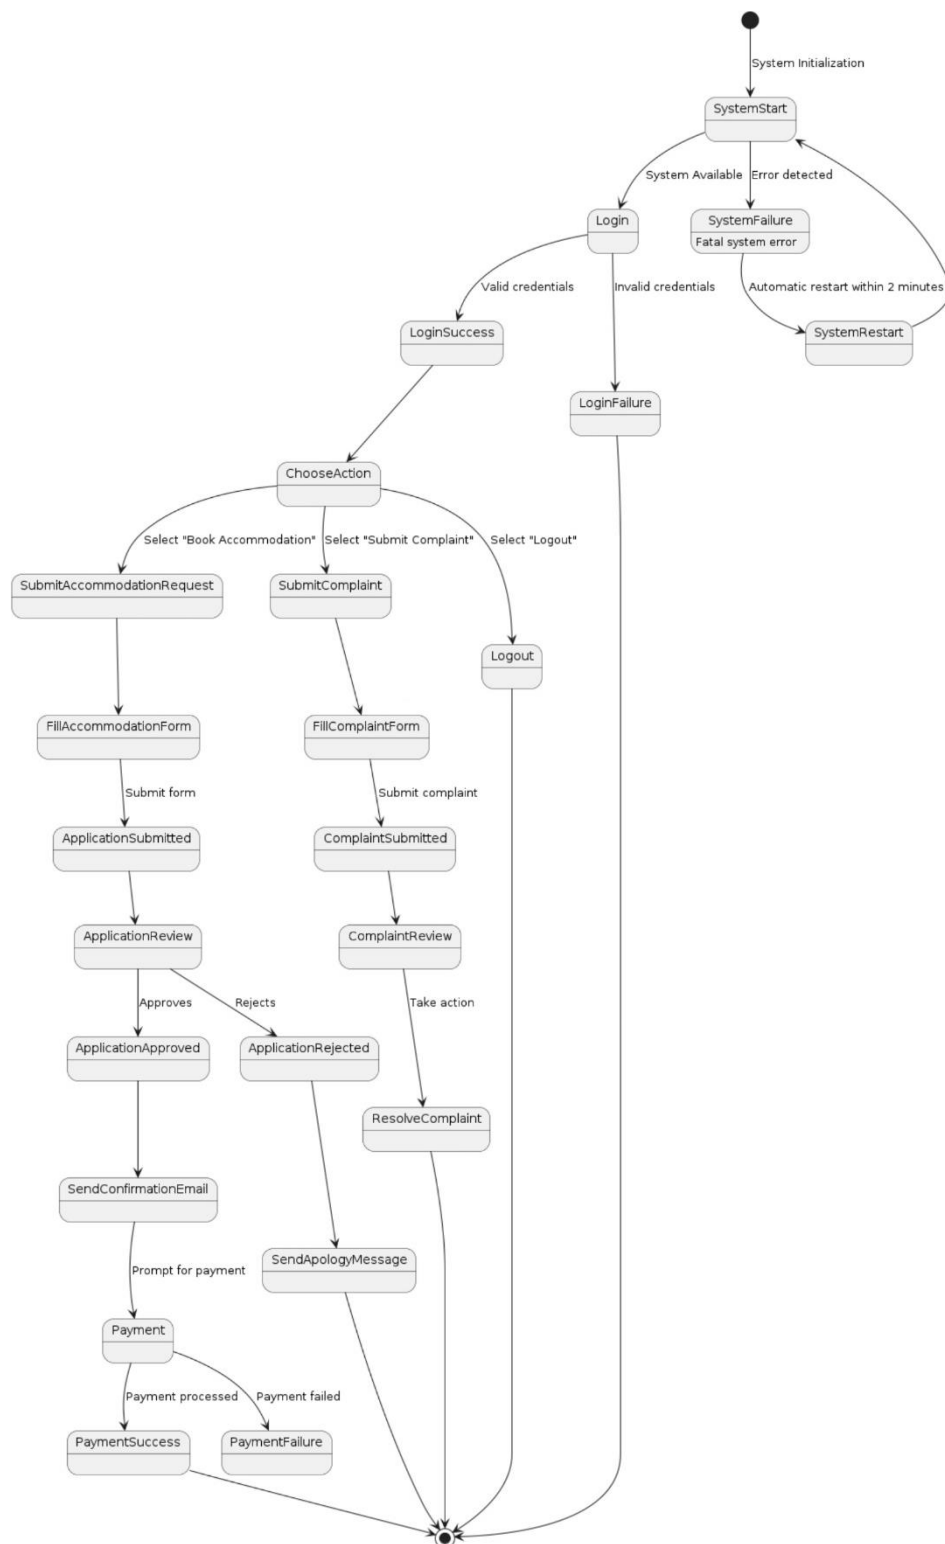 System Initialization
SystemStart
System Available
Error detected
Login
SystemFailure
Fatal system error
Valid credentials
Invalid credentials
Automatic restart within 2 minutes
LoginSuccess
SystemRestart
LoginFailure
ChooseAction
Select "Book Accommodation"
Select "Submit Complaint"
Select "Logout"
SubmitAccommodationRequest
SubmitComplaint
Logout
FillAccommodationForm
FillComplaintForm
Submit form
Submit complaint
ApplicationSubmitted
ComplaintSubmitted
ApplicationReview
ComplaintReview
Approves
Rejects
Take action
ApplicationApproved
ApplicationRejected
ResolveComplaint
SendConfirmationEmail
SendApologyMessage
Prompt for payment
Payment
Payment processed
Payment failed
PaymentSuccess
PaymentFailure